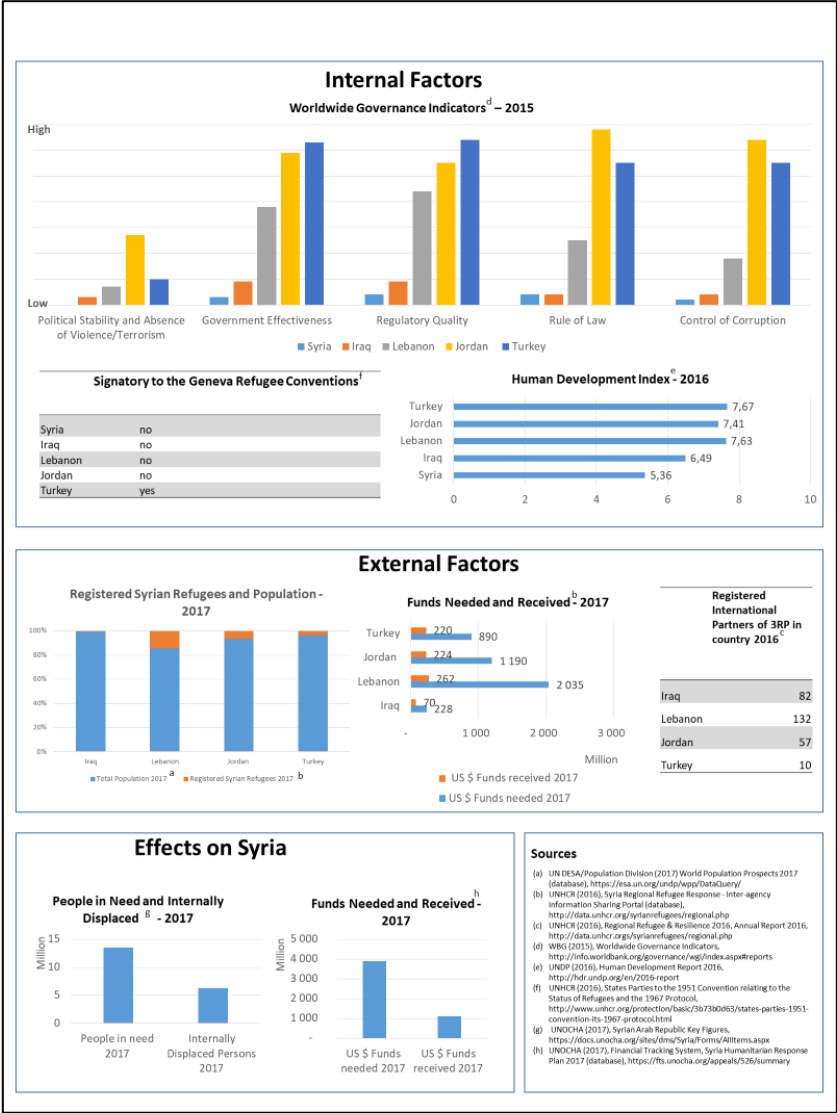 Internal Factors
Worldwide Governance Indicators d – 2015
High
Low
Political Stability and Absence of Violence/Terrorism
Government Effectiveness
Regulatory Quality
Rule of Law
Control of Corruption
Syria Iraq Lebanon Jordan Turkey
Signatory to the Geneva Refugee Conventions f
Syria no
Iraq no
Lebanon no
Jordan no
Turkey yes
Human Development Index e - 2016
Turkey 7,67
Jordan 7,41
Lebanon 7,63
Iraq 6,49
Syria 5,36
0 2 4 6 8 10
External Factors
Registered Syrian Refugees and Population -
2017
100%
80%
60%
40%
20%
0%
Iraq Lebanon Jordan Turkey
Total Population 2017 a Registered Syrian Refugees 2017 b
Funds Needed and Received b - 2017
Turkey 220 890
Jordan 224 1 190
Lebanon 262 2 035
Iraq 70 228
- 1 000 2 000 3 000
Million
US $ Funds received 2017
US $ Funds needed 2017
Registered
International
Partners of 3RP in
country 2016 c
Iraq 82
Lebanon 132
Jordan 57
Turkey 10
Effects on Syria
People in Need and Internally
Displaced g - 2017
Million
15
10
5
0
People in need
2017
Internally
Displaced Persons
2017
Funds Needed and Received h -
2017
Million
5 000
4 000
3 000
2 000
1 000
-
US $ Funds
needed 2017
US $ Funds
received 2017
Sources
(a) UN DESA/Population Division (2017) World Population Prospects 2017
(database), https://esa.un.org/undp/wpp/DataQuery/
(b) UNHCR (2016), Syria Regional Refugee Response - Inter-agency
Information Sharing Portal (database),
http://data.unhcr.org/syrianrefugees/regional.php
(c) UNHCR (2016), Regional Refugee & Resilience 2016, Annual Report 2016,
http://data.unhcr.orgs/syrianrefugees/regional.php
(d) WBG (2015), Worldwide Governance Indicators,
http://info.worldbank.org/governance/wgi/index.aspx#reports
(e) UNDP (2016), Human Development Report 2016,
http://hdr.undp.org/en/2016-report
(f) UNHCR (2016), States Parties to the 1951 Convention relating to the
Status of Refugees and the 1967 Protocol,
http://www.unhcr.org/protection/basic/3b73b0d63/states-parties-1951-
convention-its-1967-protocol.html
(g) UNOCHA (2017), Syrian Arab Republic Key Figures,
https://docs.unocha.org/sites/dms/Syria/Forms/AllItems.aspx
(h) UNOCHA (2017), Financial Tracking System, Syria Humanitarian Response
Plan 2017 (database), https://fts.unocha.org/appeals/526/summary